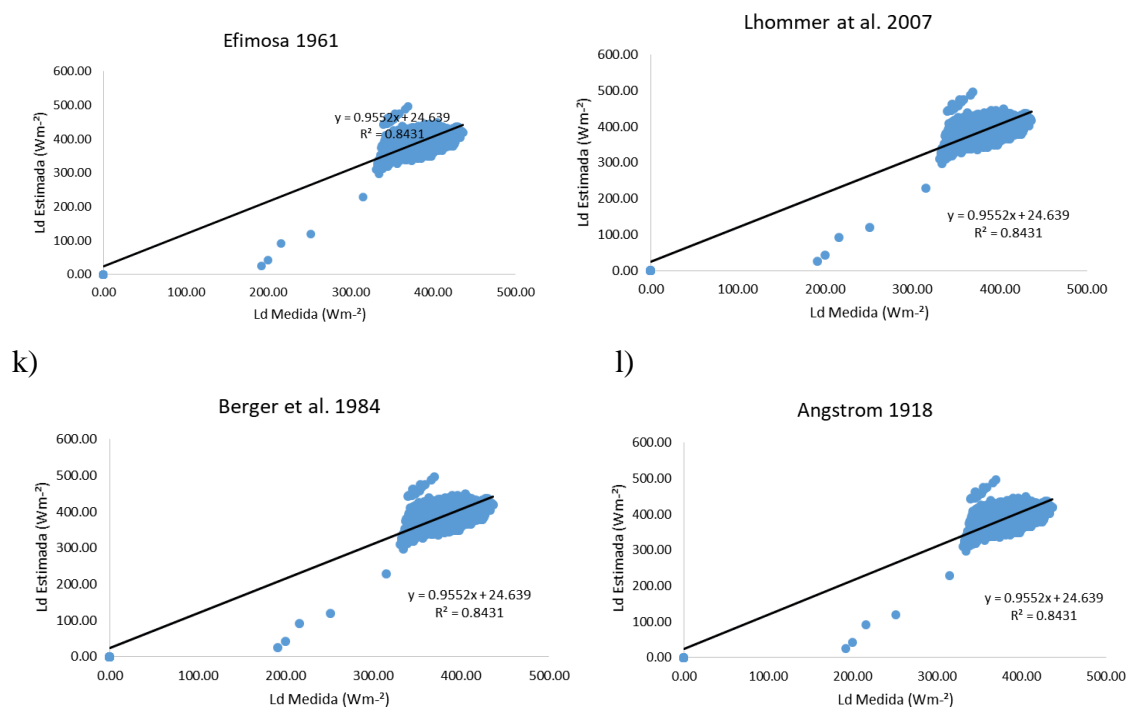 Efimosa 1961
600.00
500.00
400.00
300.00
200.00
100.00
0.00
Ld Estimada (Wm-²)
y = 0.9552x + 24.639
R² = 0.8431
0.00 100.00 200.00 300.00 400.00 500.00
Ld Medida (Wm-²)
Lhommer at al. 2007
600.00
500.00
400.00
300.00
200.00
100.00
0.00
Ld Estimada (Wm-²)
y = 0.9552x + 24.639
R² = 0.8431
0.00 100.00 200.00 300.00 400.00 500.00
Ld Medida (Wm-²)
k)
l)
Berger et al. 1984
600.00
500.00
400.00
300.00
200.00
100.00
0.00
Ld Estimada (Wm-²)
y = 0.9552x + 24.639
R² = 0.8431
0.00 100.00 200.00 300.00 400.00 500.00
Ld Medida (Wm-²)
Angstrom 1918
600.00
500.00
400.00
300.00
200.00
100.00
0.00
Ld Estimada (Wm-²)
y = 0.9552x + 24.639
R² = 0.8431
0.00 100.00 200.00 300.00 400.00 500.00
Ld Medida (Wm-²)